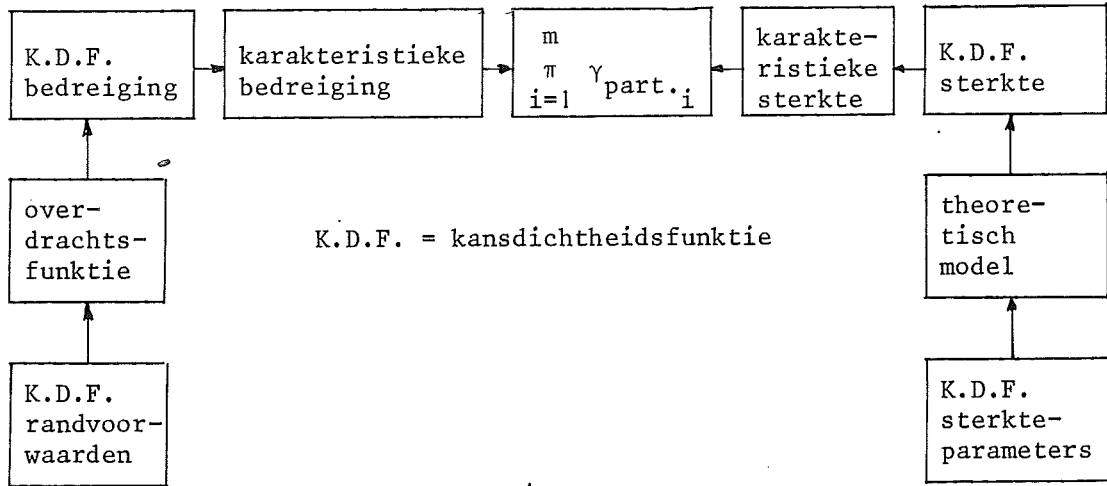 K.D.F.
bedreiging
karakteristieke
bedreiging
m
π γpart.i
i=1
karakte-
ristieke
sterkte
K.D.F.
sterkte
over-
drachts-
funktie
K.D.F. = kansdichtheidsfunktie
theore-
tisch
model
K.D.F.
randvoor-
waarden
K.D.F.
sterkte-
parameters